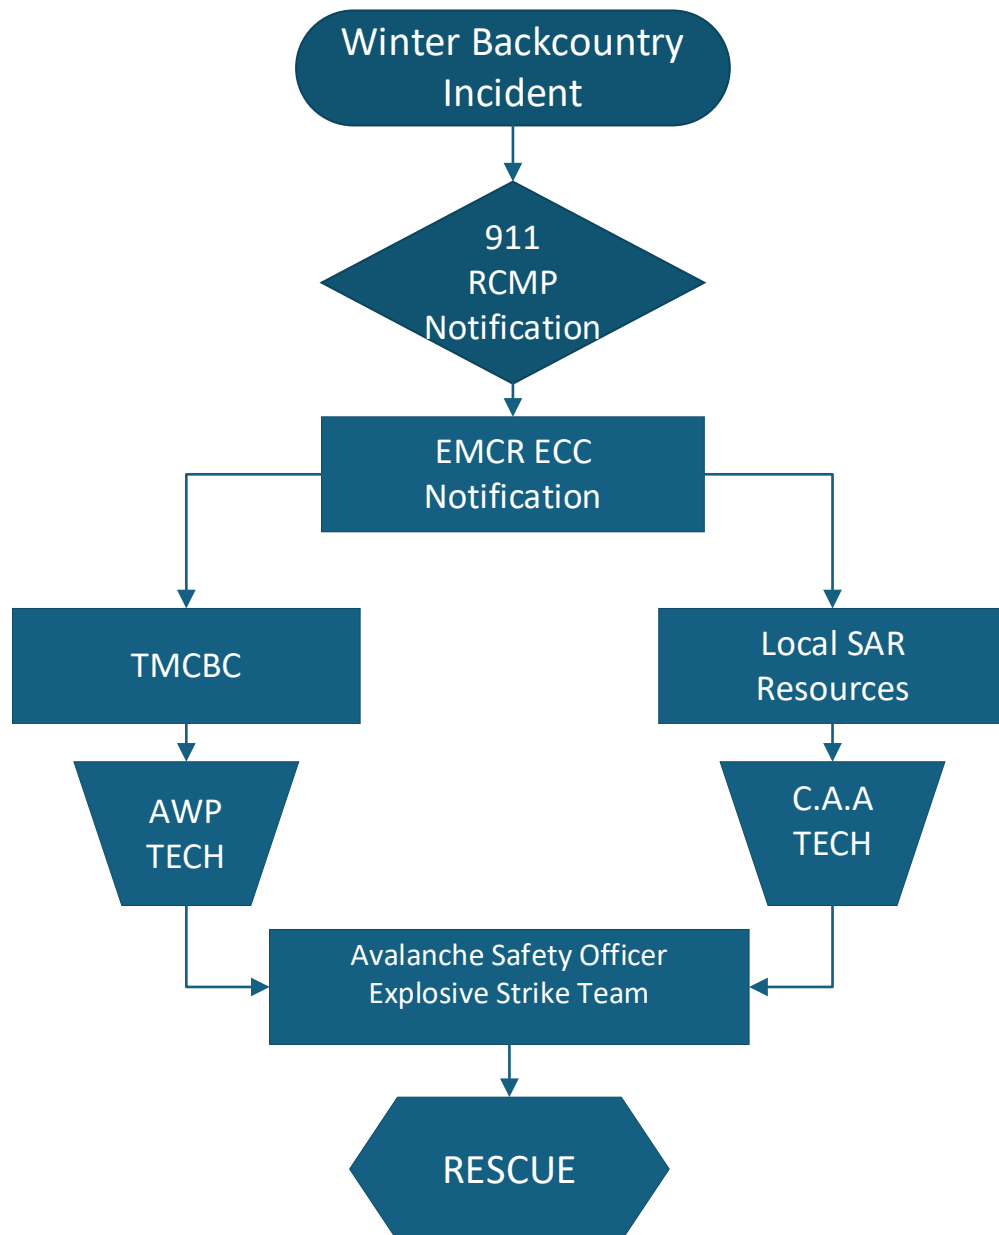 Winter Backcountry
Incident
911
RCMP
Notification
EMCR ECC
Notification
TMCBC
Local SAR
Resources
AWP
TECH
C.A.A
TECH
Avalanche Safety Officer
Explosive Strike Team
RESCUE